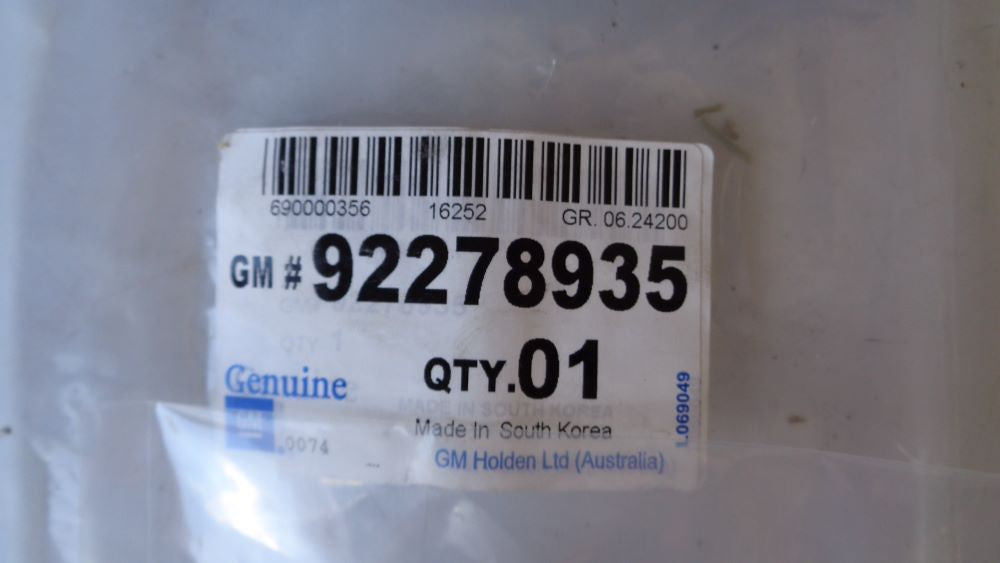 690000356 16252 GR. 06.24200
GM # 92278935
QTY.01
Genuine
GM
Made In South Korea
.0074
GM Holden Ltd (Australia)
L069049